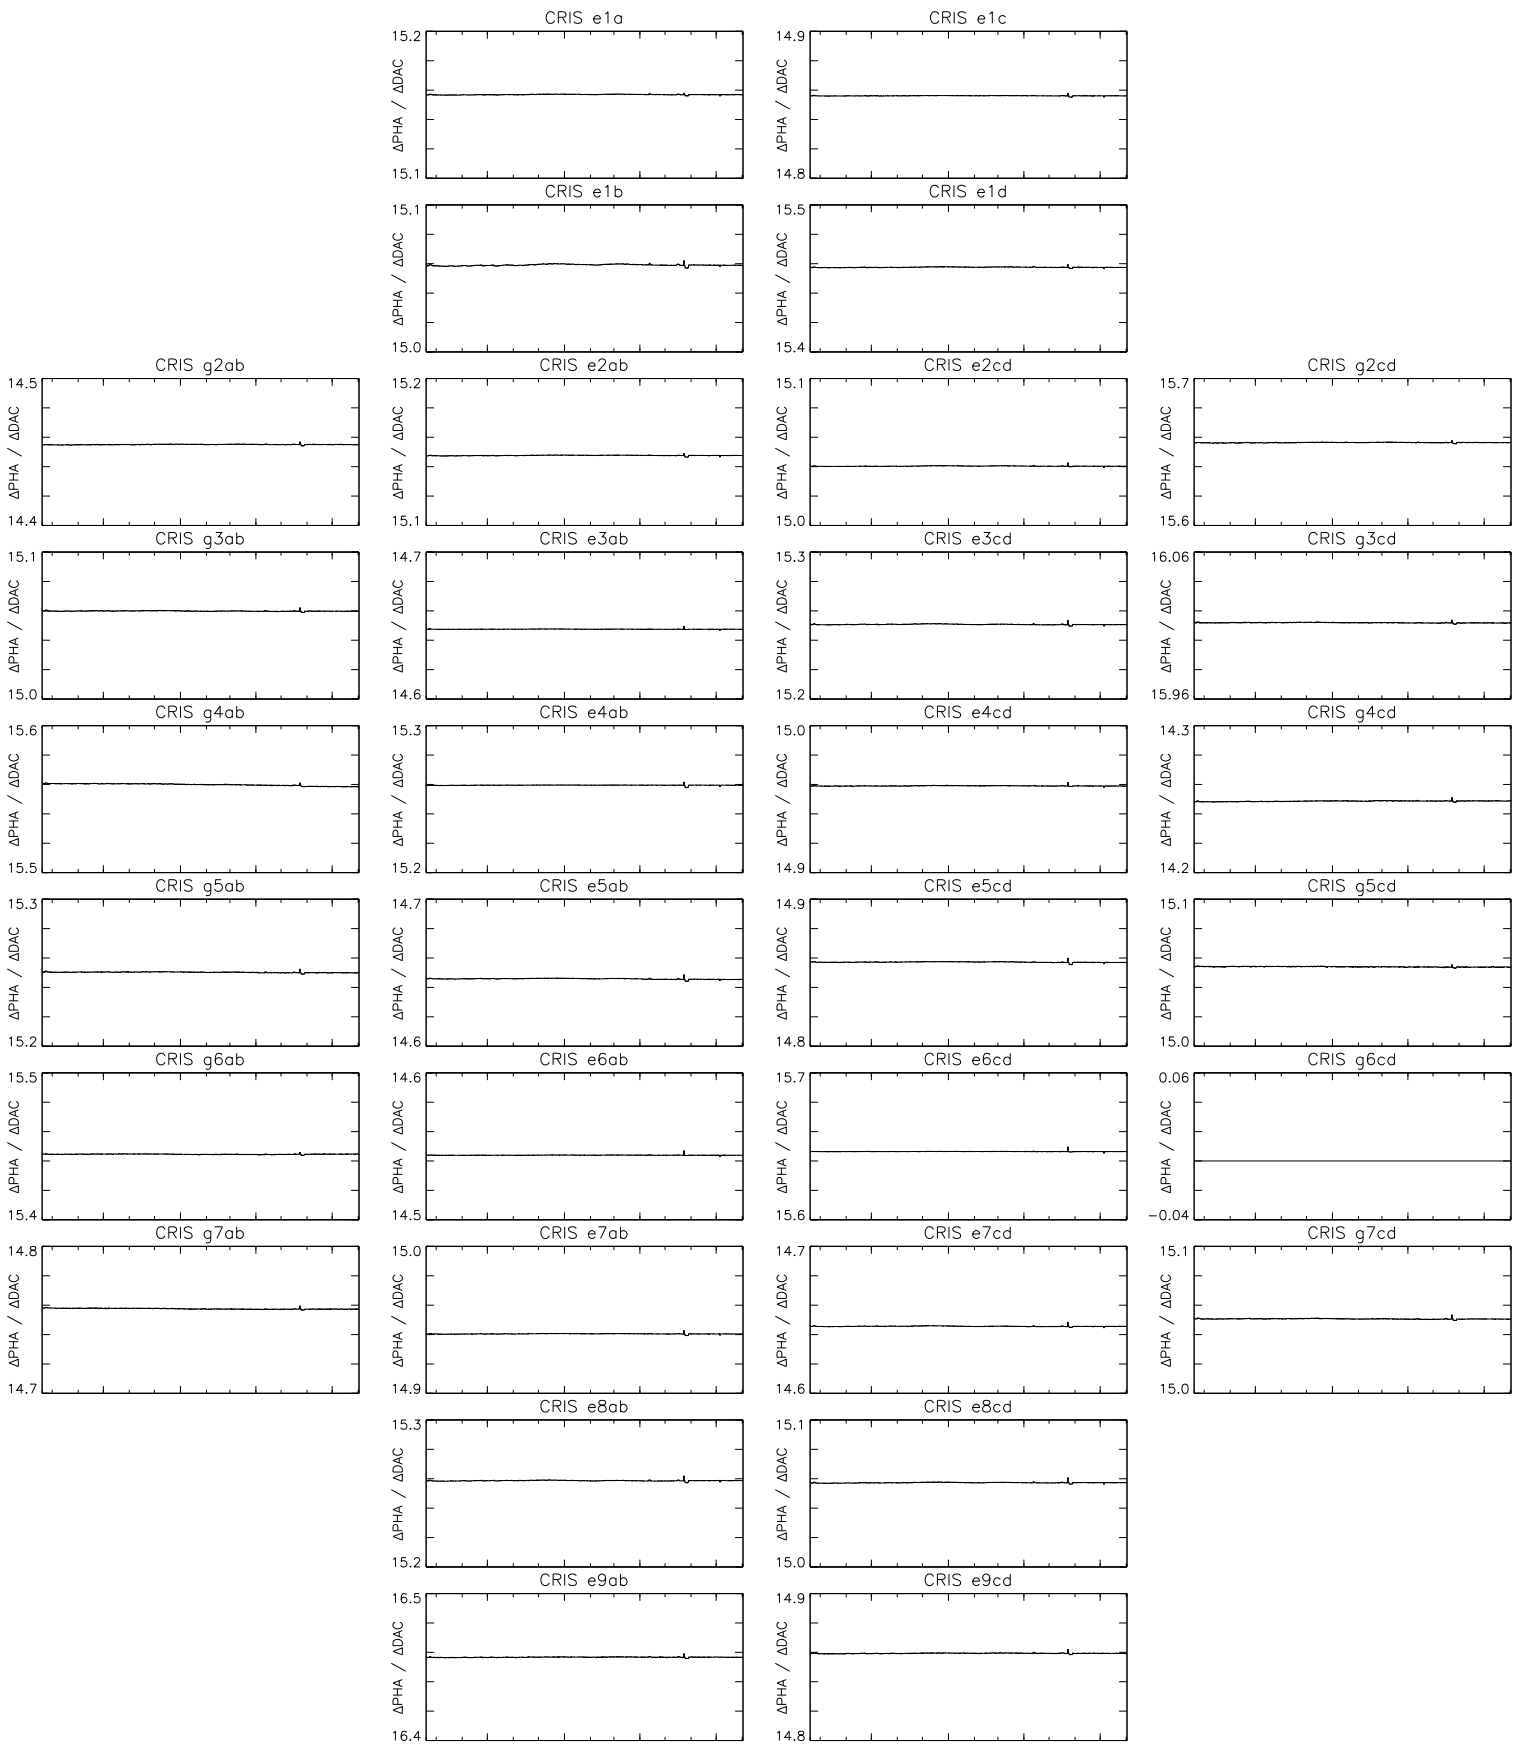 CRIS e1a
15.2
ΔPHA / ΔDAC
15.1
CRIS e1c
14.9
ΔPHA / ΔDAC
14.8
CRIS e1b
15.1
ΔPHA / ΔDAC
15.0
CRIS e1d
15.5
ΔPHA / ΔDAC
15.4
CRIS g2ab
14.5
ΔPHA / ΔDAC
14.4
CRIS e2ab
15.2
ΔPHA / ΔDAC
15.1
CRIS e2cd
15.1
ΔPHA / ΔDAC
15.0
CRIS g2cd
15.7
ΔPHA / ΔDAC
15.6
CRIS g3ab
15.1
ΔPHA / ΔDAC
15.0
CRIS e3ab
14.7
ΔPHA / ΔDAC
14.6
CRIS e3cd
15.3
ΔPHA / ΔDAC
15.2
CRIS g3cd
16.06
ΔPHA / ΔDAC
15.96
CRIS g4ab
15.6
ΔPHA / ΔDAC
15.5
CRIS e4ab
15.3
ΔPHA / ΔDAC
15.2
CRIS e4cd
15.0
ΔPHA / ΔDAC
14.9
CRIS g4cd
14.3
ΔPHA / ΔDAC
14.2
CRIS g5ab
15.3
ΔPHA / ΔDAC
15.2
CRIS e5ab
14.7
ΔPHA / ΔDAC
14.6
CRIS e5cd
14.9
ΔPHA / ΔDAC
14.8
CRIS g5cd
15.1
ΔPHA / ΔDAC
15.0
CRIS g6ab
15.5
ΔPHA / ΔDAC
15.4
CRIS e6ab
14.6
ΔPHA / ΔDAC
14.5
CRIS e6cd
15.7
ΔPHA / ΔDAC
15.6
CRIS g6cd
0.06
ΔPHA / ΔDAC
-0.04
CRIS g7ab
14.8
ΔPHA / ΔDAC
14.7
CRIS e7ab
15.0
ΔPHA / ΔDAC
14.9
CRIS e7cd
14.7
ΔPHA / ΔDAC
14.6
CRIS g7cd
15.1
ΔPHA / ΔDAC
15.0
CRIS e8ab
15.3
ΔPHA / ΔDAC
15.2
CRIS e8cd
15.1
ΔPHA / ΔDAC
15.0
CRIS e9ab
16.5
ΔPHA / ΔDAC
16.4
CRIS e9cd
14.9
ΔPHA / ΔDAC
14.8